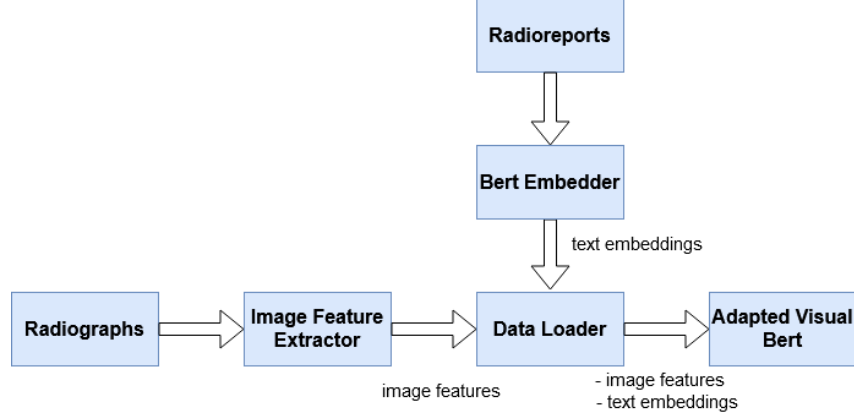 Radioreports
Bert Embedder
text embeddings
Radiographs
Image Feature
Extractor
Data Loader
Adapted Visual
Bert
image features
- image features
- text embeddings